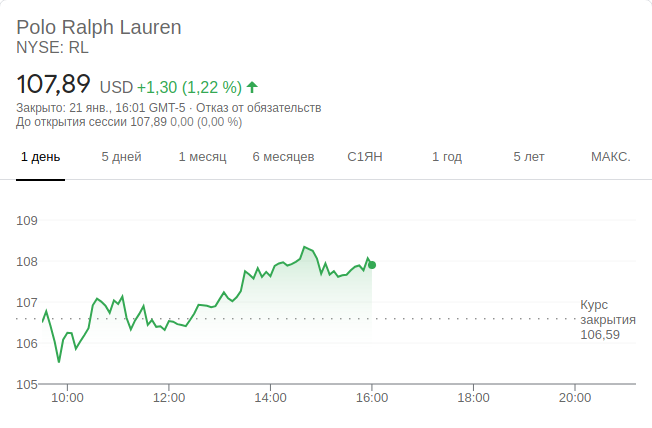 Polo Ralph Lauren
NYSE: RL
107,89 USD +1,30 (1,22 %)
Закрыто: 21 янв., 16:01 GMT-5 · Отказ от обязательств
До открытия сессии 107,89 0,00 (0,00 %)
1 день 5 дней 1 месяц 6 месяцев С1ЯН 1 год 5 лет МАКС.
109
108
107
Курс
закрытия
106,59
106
105
10:00 12:00 14:00 16:00 18:00 20:00